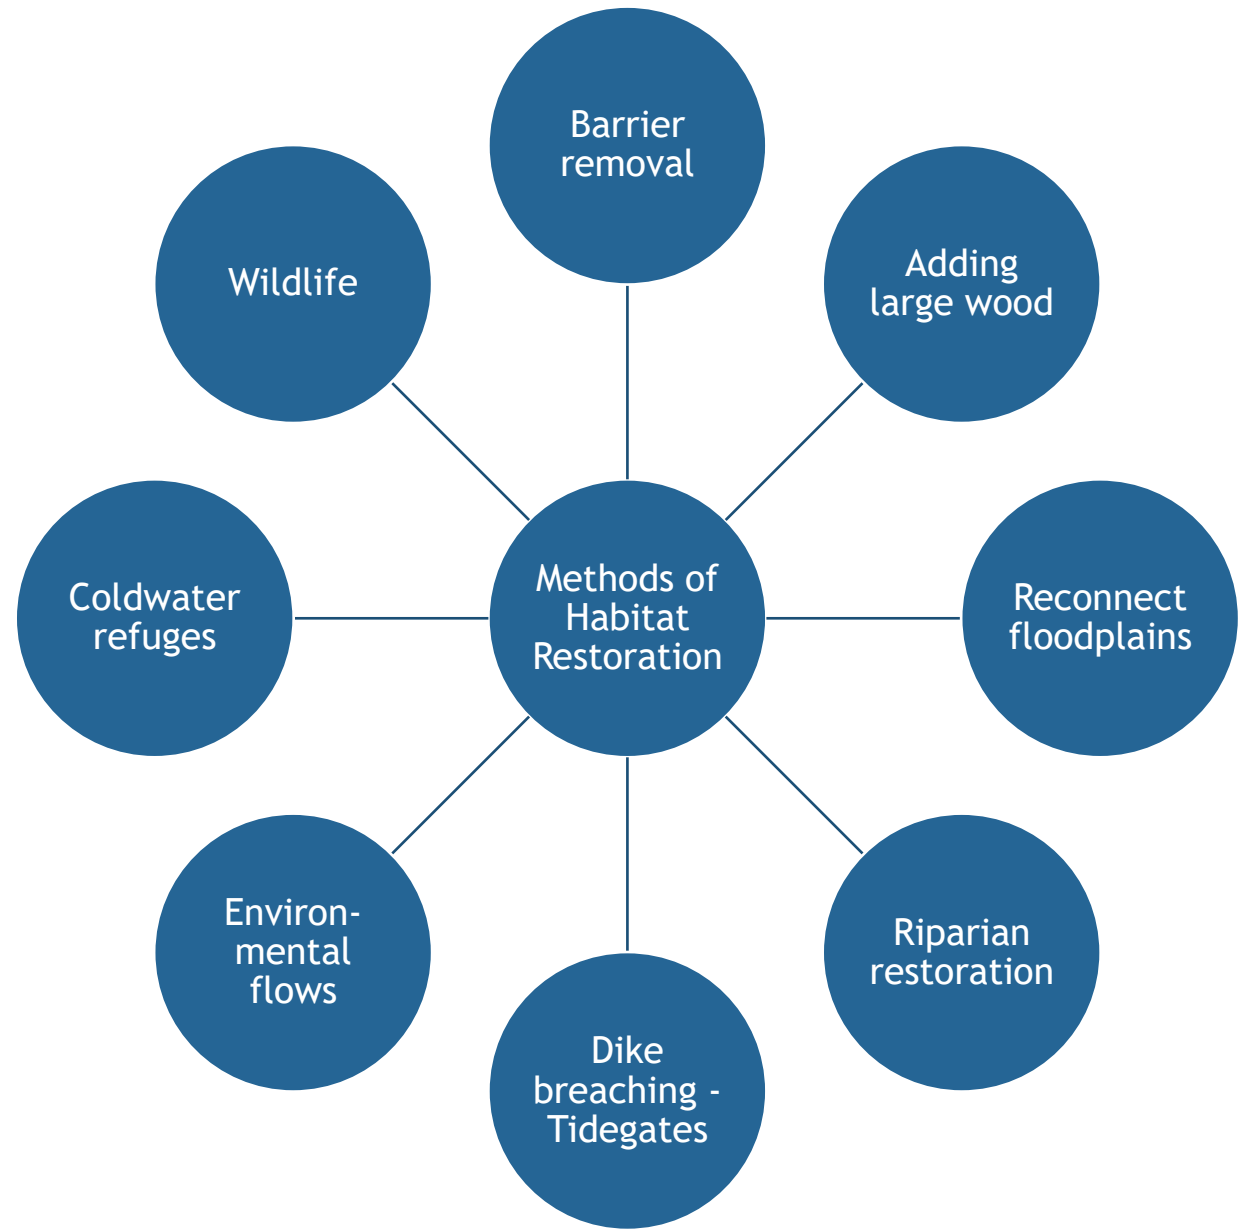 Barrier
removal
Adding
large wood
Reconnect
floodplains
Riparian
restoration
Dike
breaching -
Tidegates
Environ-
mental
flows
Coldwater
refuges
Wildlife
Methods of
Habitat
Restoration